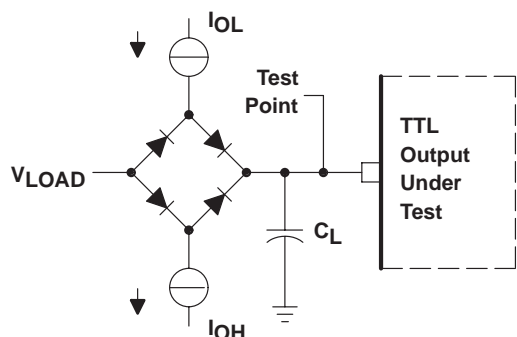 IOL
Test
Point
TTL
Output
Under
Test
VLOAD
CL
IOH